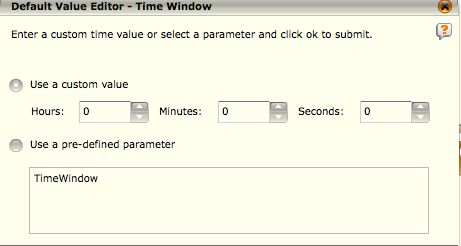 Default Value Editor - Time Window
Enter a custom time value or select a parameter and click ok to submit.
?
Use a custom value
Hours: 0 Minutes: 0 Seconds: 0
Use a pre-defined parameter
TimeWindow